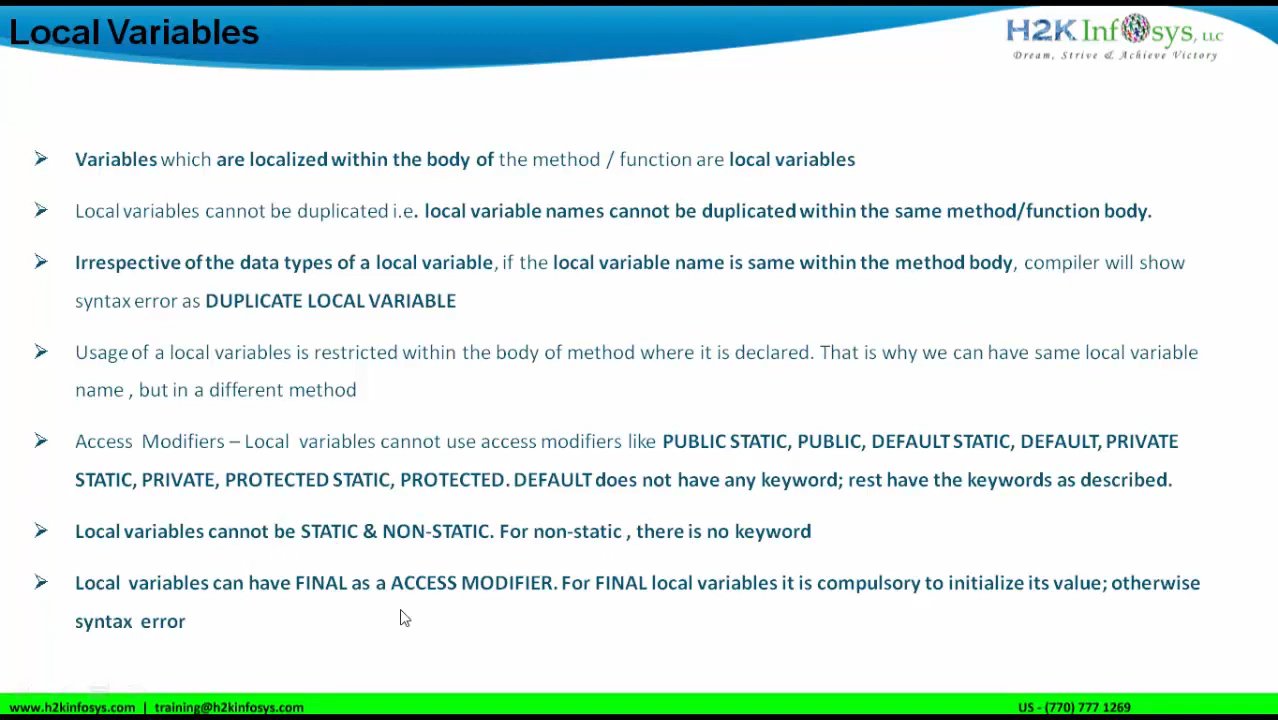 Local Variables
H2K Infosys, LLC
Dream, Strive & Achieve Victory
Variables which are localized within the body of the method / function are local variables
Local variables cannot be duplicated i.e. local variable names cannot be duplicated within the same method/function body.
Irrespective of the data types of a local variable, if the local variable name is same within the method body, compiler will show
syntax error as DUPLICATE LOCAL VARIABLE
Usage of a local variables is restricted within the body of method where it is declared. That is why we can have same local variable
name , but in a different method
Access Modifiers – Local variables cannot use access modifiers like PUBLIC STATIC, PUBLIC, DEFAULT STATIC, DEFAULT, PRIVATE
STATIC, PRIVATE, PROTECTED STATIC, PROTECTED. DEFAULT does not have any keyword; rest have the keywords as described.
Local variables cannot be STATIC & NON-STATIC. For non-static , there is no keyword
Local variables can have FINAL as a ACCESS MODIFIER. For FINAL local variables it is compulsory to initialize its value; otherwise
syntax error
www.h2kinfosys.com | training@h2kinfosys.com
US - (770) 777 1269